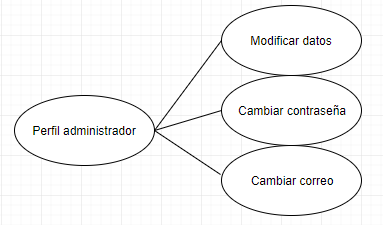 Modificar datos
Cambiar contraseña
Perfil administrador
Cambiar correo